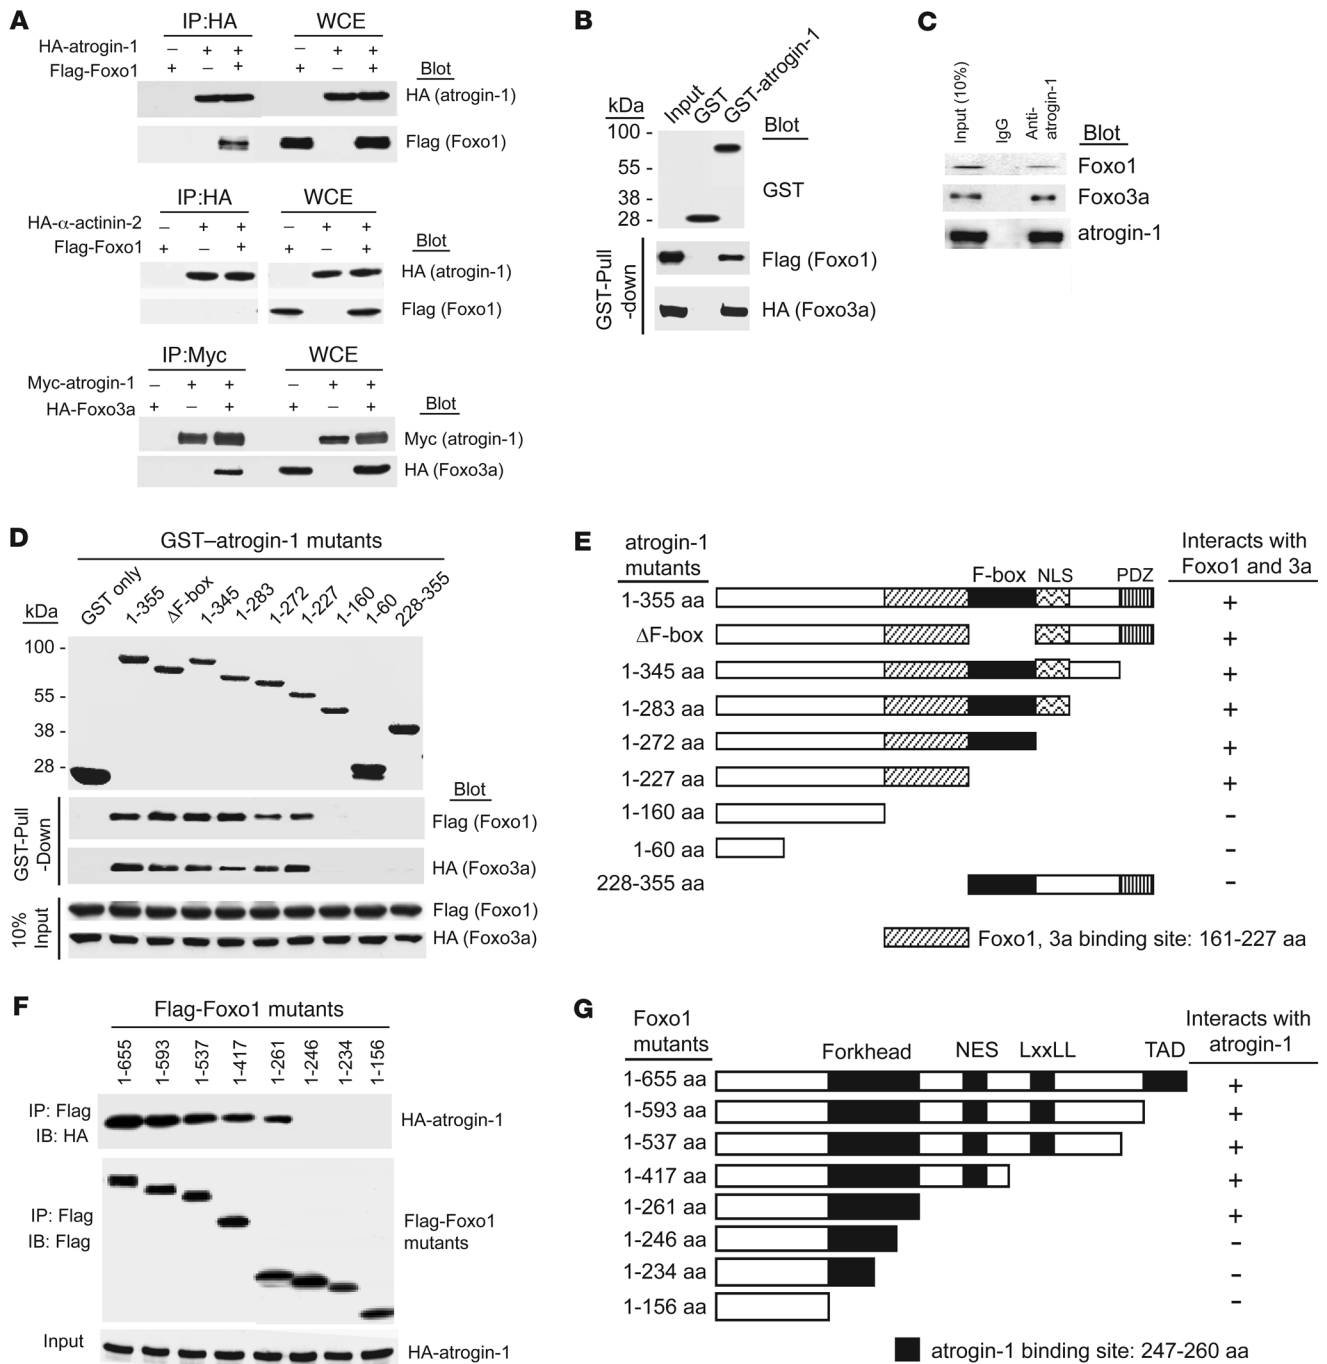 A
IP:HA WCE
HA-atrogin-1 – + + – + +
Flag-Foxo1 + – + + – +
Blot
HA (atrogin-1)
Flag (Foxo1)
IP:HA WCE
HA-α-actinin-2 – + + – + +
Flag-Foxo1 + – + + – +
Blot
HA (atrogin-1)
Flag (Foxo1)
IP:Myc WCE
Myc-atrogin-1 – + + – + +
HA-Foxo3a + – + + – +
Blot
Myc (atrogin-1)
HA (Foxo3a)
B
Input GST GST-atrogin-1
kDa
Blot
100 -
55 -
38 -
28 -
GST
GST-Pull
-down
Flag (Foxo1)
HA (Foxo3a)
C
Input (10%) IgG Anti-
atrogin-1
Blot
Foxo1
Foxo3a
atrogin-1
D
GST–atrogin-1 mutants
GST only 1-355 ΔF-box 1-345 1-283 1-272 1-227 1-160 1-60 228-355
kDa
100 -
55 -
38 -
28 -
Blot
GST-Pull
-Down
Flag (Foxo1)
HA (Foxo3a)
10%
Input
Flag (Foxo1)
HA (Foxo3a)
E
atrogin-1
mutants
Interacts with
Foxo1 and 3a
F-box NLS PDZ
1-355 aa +
ΔF-box +
1-345 aa +
1-283 aa +
1-272 aa +
1-227 aa +
1-160 aa –
1-60 aa –
228-355 aa –
Foxo1, 3a binding site: 161-227 aa
F
Flag-Foxo1 mutants
1-655 1-593 1-537 1-417 1-261 1-246 1-234 1-156
IP: Flag
IB: HA
HA-atrogin-1
IP: Flag
IB: Flag
Flag-Foxo1
mutants
Input
HA-atrogin-1
G
Foxo1
mutants
Interacts with
atrogin-1
Forkhead NES LxxLL TAD
1-655 aa +
1-593 aa +
1-537 aa +
1-417 aa +
1-261 aa +
1-246 aa –
1-234 aa –
1-156 aa –
atrogin-1 binding site: 247-260 aa